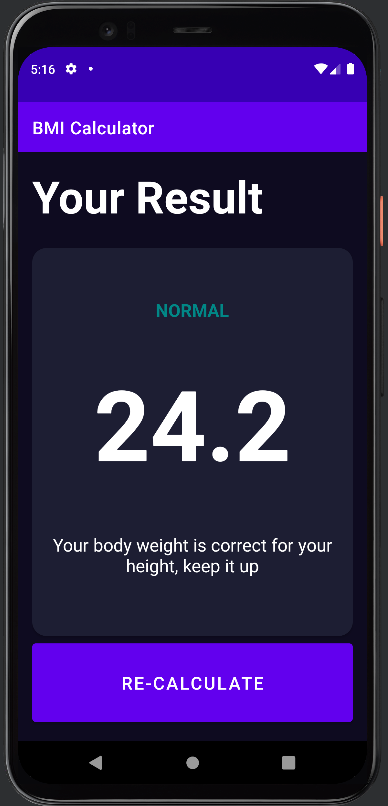 5:16
BMI Calculator
Your Result
NORMAL
24.2
Your body weight is correct for your
height, keep it up
RE-CALCULATE